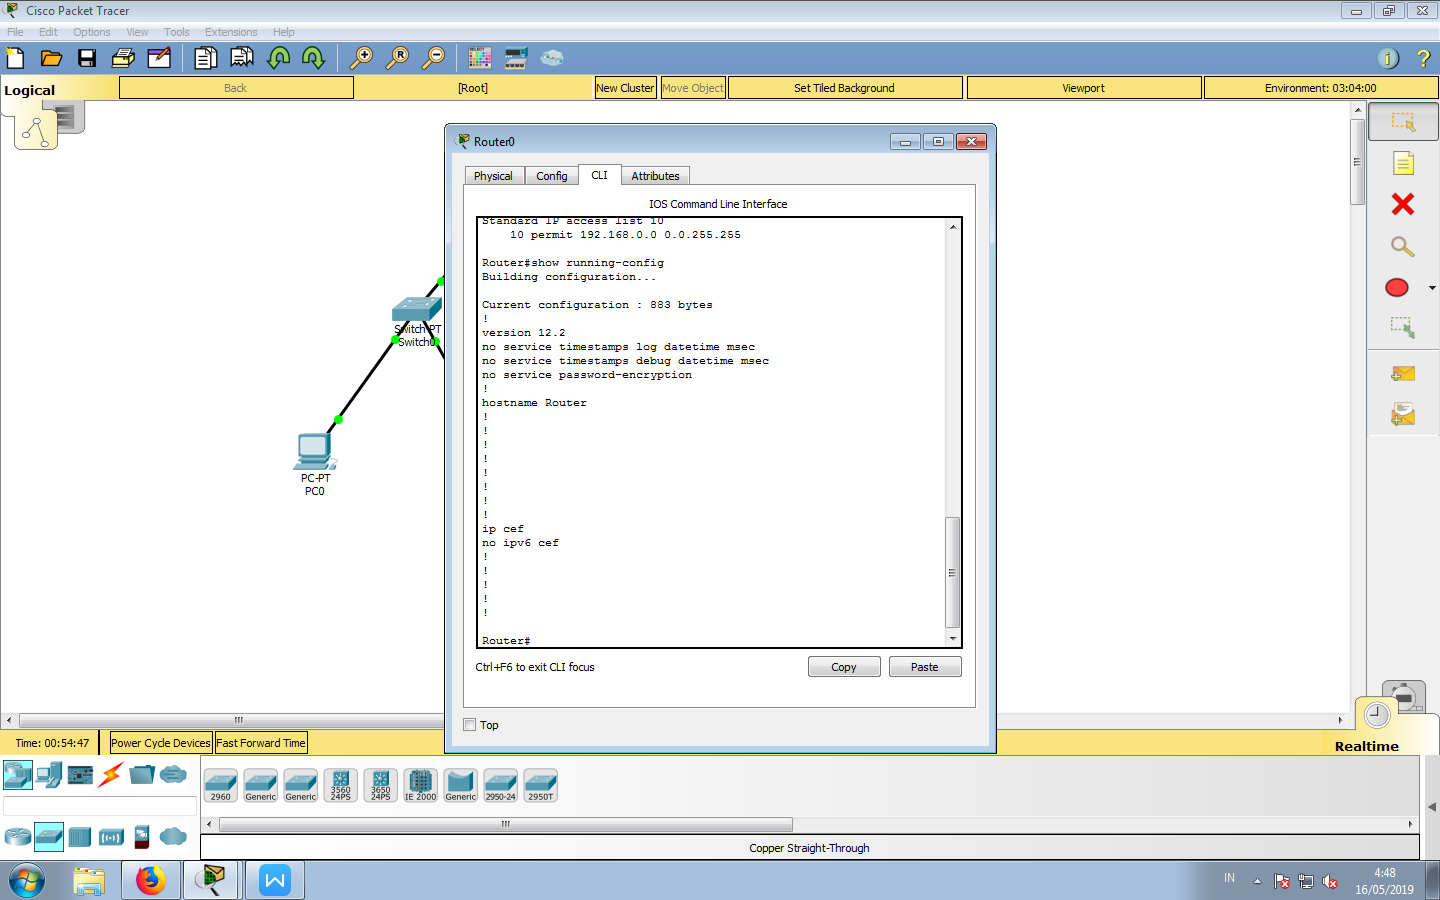 Cisco Packet Tracer
File Edit Options View Tools Extensions Help
Logical
Back
[Root]
New Cluster
Move Object
Set Tiled Background
Viewport
Environment: 03:04:00
Router0
Physical
Config
CLI
Attributes
IOS Command Line Interface
Standard IP access list 10
10 permit 192.168.0.0 0.0.255.255
Router#show running-config
Building configuration...
Current configuration : 883 bytes
!
version 12.2
no service timestamps log datetime msec
no service timestamps debug datetime msec
no service password-encryption
!
hostname Router
!
!
!
!
!
!
!
!
ip cef
no ipv6 cef
!
!
!
!
!
Router#
Ctrl+F6 to exit CLI focus
Copy
Paste
Top
Switch-PT
Switch0
PC-PT
PC0
Time: 00:54:47
Power Cycle Devices
Fast Forward Time
Realtime
2960
Generic
Generic
3560
24PS
3650
24PS
IE 2000
Generic
2950-24
2950T
Copper Straight-Through
IN
4:48
16/05/2019